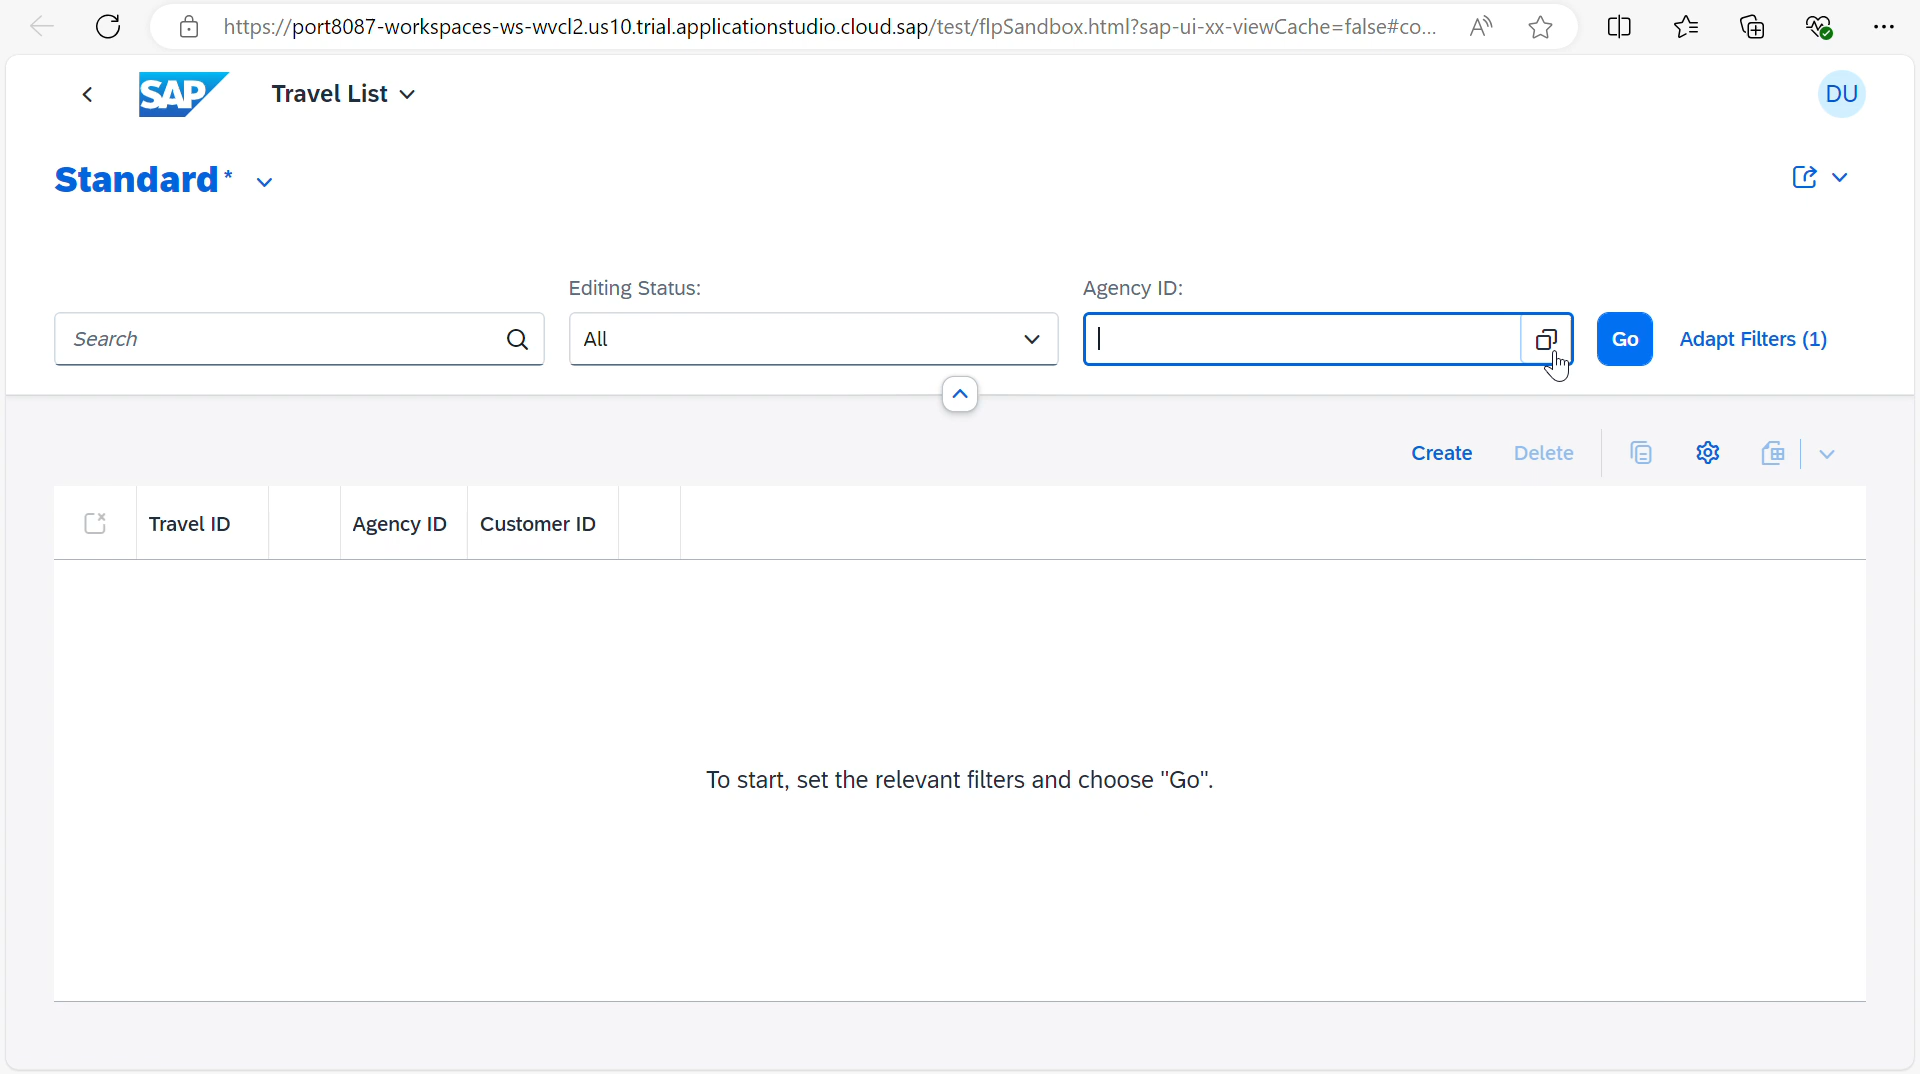 https://port8087-workspaces-ws-wvcl2.us10.trial.applicationstudio.cloud.sap/test/flpSandbox.html?sap-ui-xx-viewCache=false#co...
SAP Travel List DU
Standard*
Editing Status: Agency ID:
Search All Go Adapt Filters (1)
Create Delete
Travel ID Agency ID Customer ID
To start, set the relevant filters and choose "Go".